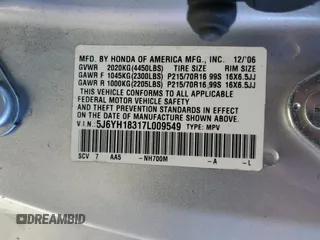 MFD. BY HONDA OF AMERICA MFG., INC. 12/'06
GVWR 2020KG(4450LBS) TIRE SIZE RIM SIZE
GAWR F 1045KG(2300LBS) P215/70R16 99S 16X6.5JJ
GAWR R 1000KG(2205LBS) P215/70R16 99S 16X6.5JJ
THIS VEHICLE CONFORMS TO ALL APPLICABLE
FEDERAL MOTOR VEHICLE SAFETY AND BUMPER
STANDARDS IN EFFECT ON THE DATE OF
MANUFACTURE SHOWN ABOVE.
V.I.N.: 5J6YH18317L009549 TYPE: MPV
SCV 7 AA5 -NH700M -A -L
DREAMBID